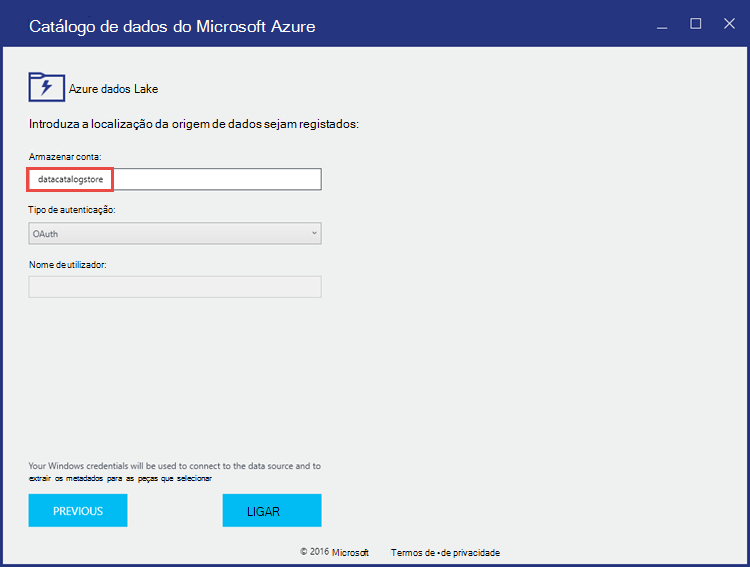 Catálogo de dados do Microsoft Azure
Azure dados Lake
Introduza a localização da origem de dados sejam registados:
Armazenar conta:
datacatalogstore
Tipo de autenticação:
OAuth
Nome de utilizador:
Your Windows credentials will be used to connect to the data source and to
extrair os metadados para as peças que selecionar
PREVIOUS
LIGAR
© 2016 Microsoft Termos de • de privacidade